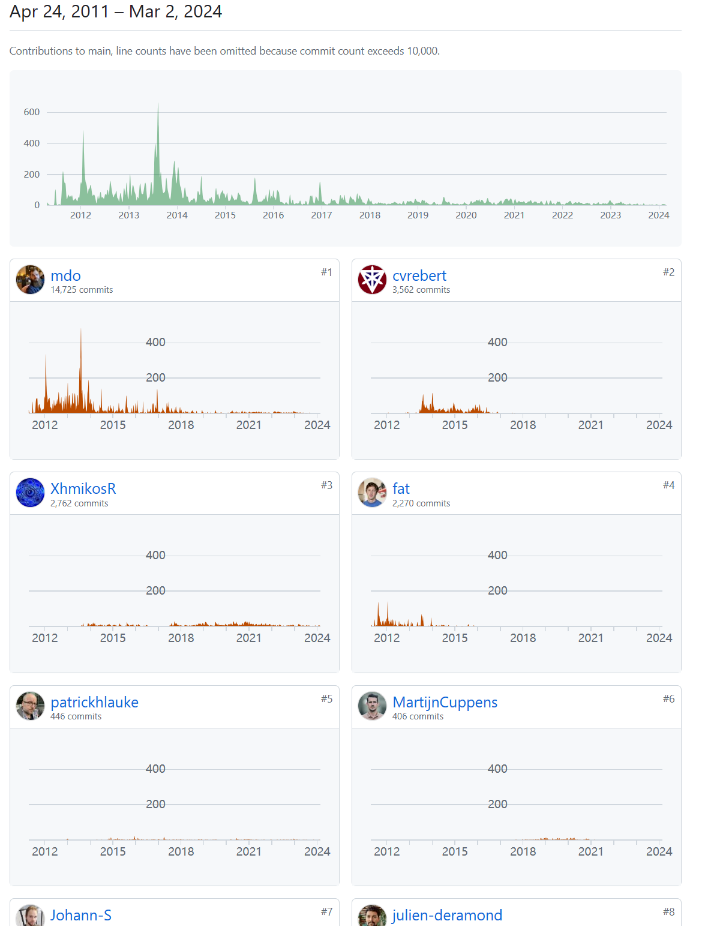 Apr 24, 2011 – Mar 2, 2024
Contributions to main, line counts have been omitted because commit count exceeds 10,000.
600
400
200
0
2012 2013 2014 2015 2016 2017 2018 2019 2020 2021 2022 2023 2024
mdo #1
14,725 commits
400
200
2012 2015 2018 2021 2024
cvrebert #2
3,562 commits
400
200
2012 2015 2018 2021 2024
XhmikosR #3
2,762 commits
400
200
2012 2015 2018 2021 2024
fat #4
2,270 commits
400
200
2012 2015 2018 2021 2024
patrickhlauke #5
446 commits
400
200
2012 2015 2018 2021 2024
MartijnCuppens #6
406 commits
400
200
2012 2015 2018 2021 2024
Johann-S #7
julien-deramond #8